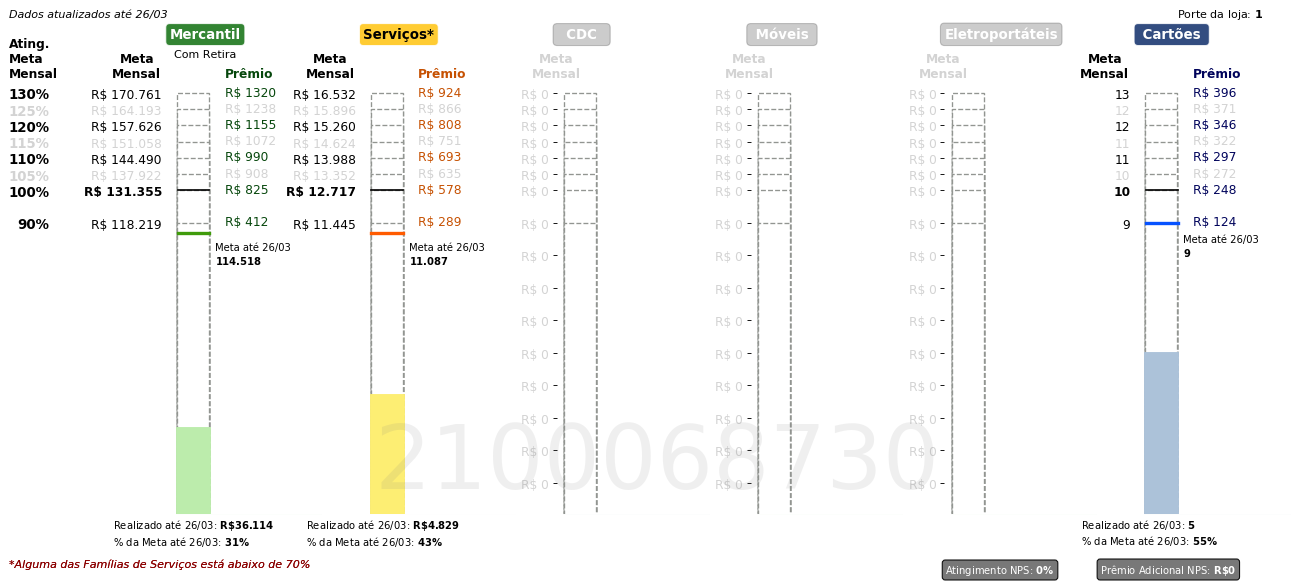 Dados atualizados até 26/03
Porte da loja: 1
Mercantil Serviços* CDC Móveis Eletroportáteis Cartões
Com Retira
Ating. Meta Mensal
Meta Mensal Prêmio Meta Mensal Prêmio Meta Mensal Meta Mensal Meta Mensal Meta Mensal Prêmio
130% R$ 170.761 R$ 1320 R$ 16.532 R$ 924 R$ 0 R$ 0 R$ 0 13 R$ 396
125% R$ 164.193 R$ 1238 R$ 15.896 R$ 866 R$ 0 R$ 0 R$ 0 12 R$ 371
120% R$ 157.626 R$ 1155 R$ 15.260 R$ 808 R$ 0 R$ 0 R$ 0 12 R$ 346
115% R$ 151.058 R$ 1072 R$ 14.624 R$ 751 R$ 0 R$ 0 R$ 0 11 R$ 322
110% R$ 144.490 R$ 990 R$ 13.988 R$ 693 R$ 0 R$ 0 R$ 0 11 R$ 297
105% R$ 137.922 R$ 908 R$ 13.352 R$ 635 R$ 0 R$ 0 R$ 0 10 R$ 272
100% R$ 131.355 R$ 825 R$ 12.717 R$ 578 R$ 0 R$ 0 R$ 0 10 R$ 248
90% R$ 118.219 R$ 412 R$ 11.445 R$ 289 R$ 0 R$ 0 R$ 0 9 R$ 124
Meta até 26/03 Meta até 26/03 Meta até 26/03
114.518 11.087 9
R$ 0 R$ 0 R$ 0
R$ 0 R$ 0 R$ 0
R$ 0 R$ 0 R$ 0
R$ 0 R$ 0 R$ 0
R$ 0 R$ 0 R$ 0
R$ 0 R$ 0 R$ 0
R$ 0 R$ 0 R$ 0
R$ 0 R$ 0 R$ 0
2100068730
Realizado até 26/03: R$36.114 Realizado até 26/03: R$4.829 Realizado até 26/03: 5
% da Meta até 26/03: 31% % da Meta até 26/03: 43% % da Meta até 26/03: 55%
*Alguma das Famílias de Serviços está abaixo de 70%
Atingimento NPS: 0% Prêmio Adicional NPS: R$0